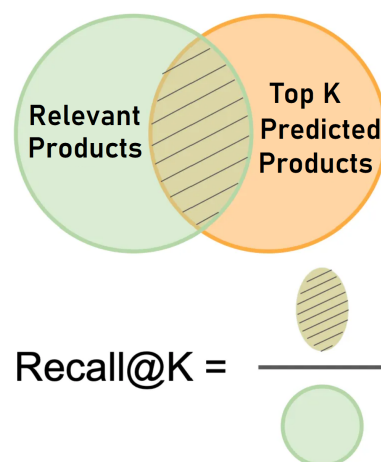 Relevant
Products
Top K
Predicted
Products
Recall@K =